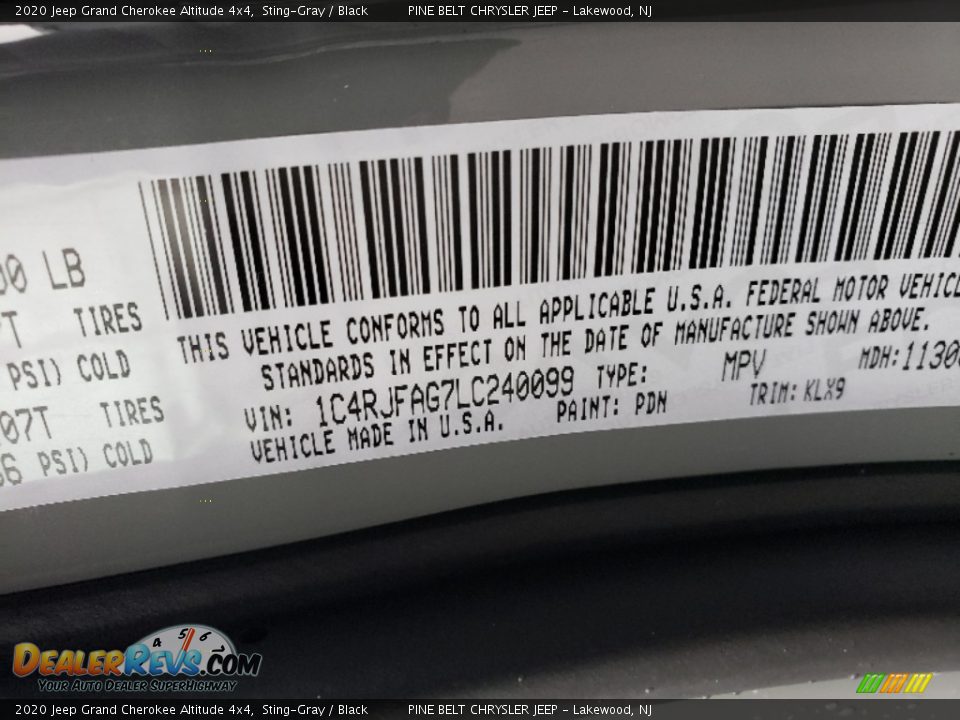 2020 Jeep Grand Cherokee Altitude 4x4, Sting-Gray / Black PINE BELT CHRYSLER JEEP - Lakewood, NJ
00 LB
TIRES
PSI) COLD
07T TIRES
PSI) COLD
THIS VEHICLE CONFORMS TO ALL APPLICABLE U.S.A. FEDERAL MOTOR VEHICL
STANDARDS IN EFFECT ON THE DATE OF MANUFACTURE SHOWN ABOVE.
VIN: 1C4RJFAG7LC240099 TYPE: MPV MDH: 1130
VEHICLE MADE IN U.S.A. PAINT: PDN TRIM: KLX9
4 5 6
DEALERREVS.COM
YOUR AUTO DEALER SUPERHIGHWAY
2020 Jeep Grand Cherokee Altitude 4x4, Sting-Gray / Black PINE BELT CHRYSLER JEEP - Lakewood, NJ